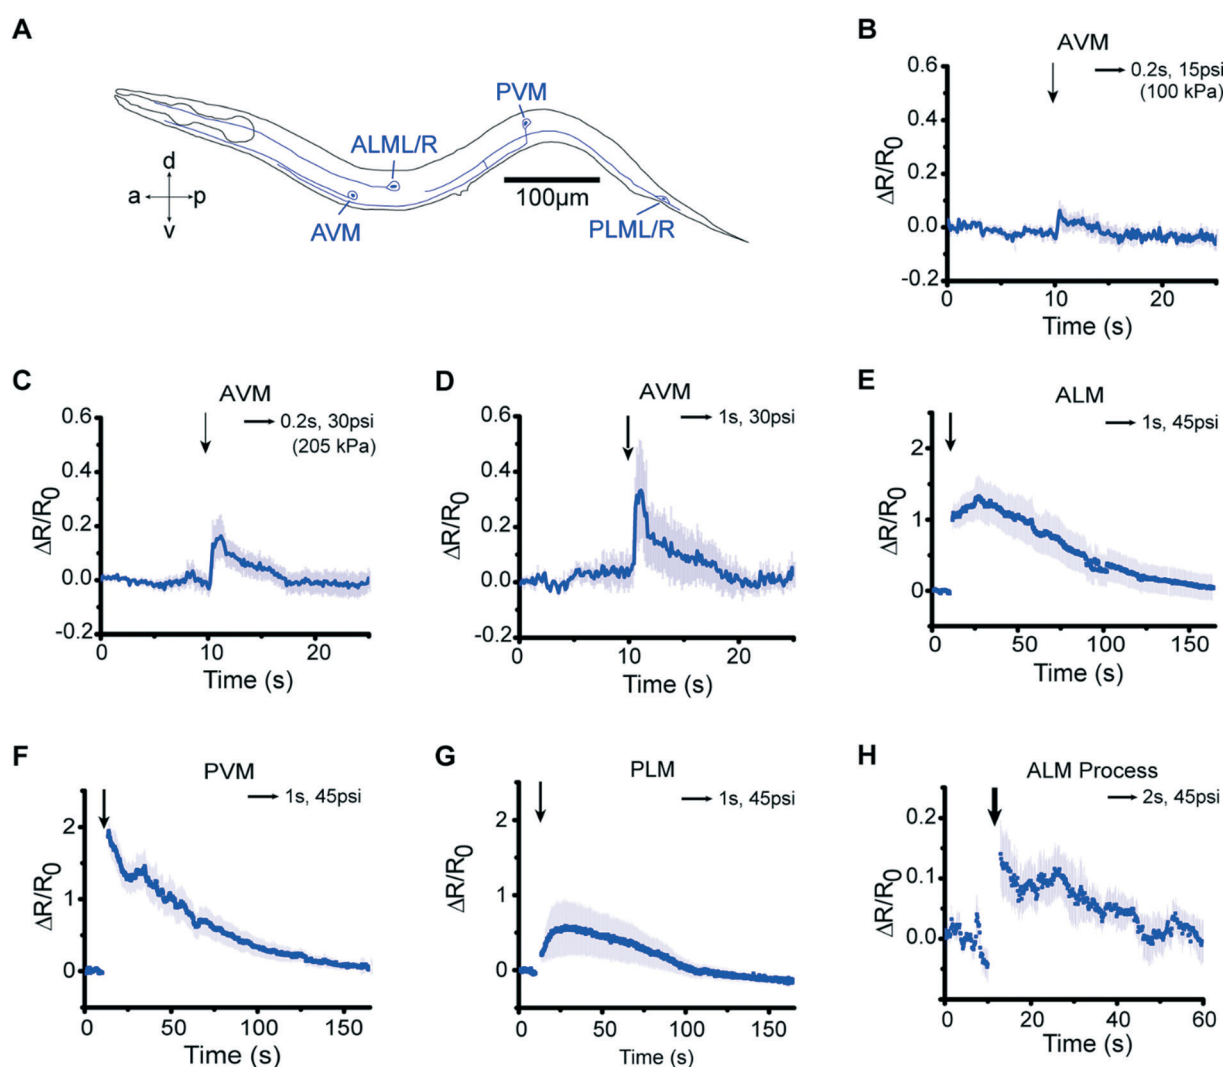 A
PVM
ALML/R
d
a p
v
AVM
100µm
PLML/R
B
AVM
0.2s, 15psi
(100 kPa)
0.6
0.4
0.2
0.0
-0.2
ΔR/R0
0 10 20
Time (s)
C
AVM
0.2s, 30psi
(205 kPa)
0.6
0.4
0.2
0.0
-0.2
ΔR/R0
0 10 20
Time (s)
D
AVM
1s, 30psi
0.6
0.4
0.2
0.0
-0.2
ΔR/R0
0 10 20
Time (s)
E
ALM
1s, 45psi
2
1
0
ΔR/R0
0 50 100 150
Time (s)
F
PVM
1s, 45psi
2
1
0
ΔR/R0
0 50 100 150
Time (s)
G
PLM
1s, 45psi
2
1
0
ΔR/R0
0 50 100 150
Time (s)
H
ALM Process
2s, 45psi
0.2
0.1
0.0
ΔR/R0
0 20 40 60
Time (s)